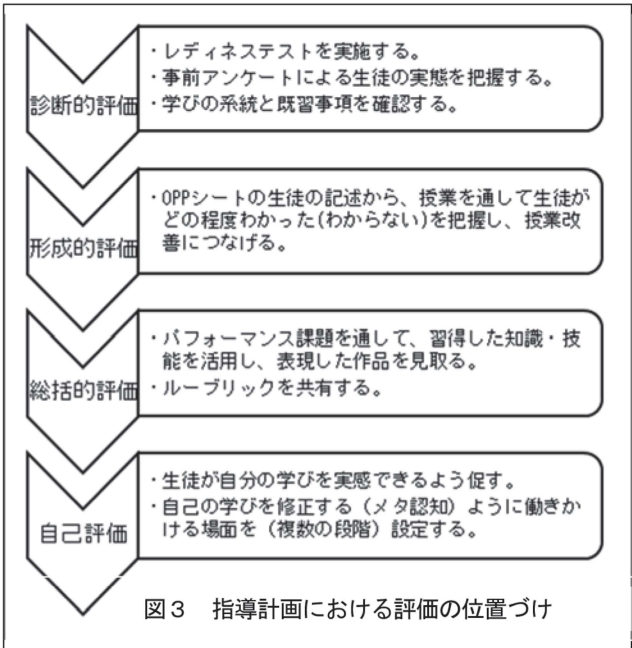 診断的評価
・レディネステストを実施する。
・事前アンケートによる生徒の実態を把握する。
・学びの系統と既習事項を確認する。
形成的評価
・OPPシートの生徒の記述から、授業を通して生徒が
どの程度わかった(わからない)を把握し、授業改
善につなげる。
総括的評価
・パフォーマンス課題を通して、習得した知識・技
能を活用し、表現した作品を見取る。
・ルーブリックを共有する。
自己評価
・生徒が自分の学びを実感できるよう促す。
・自己の学びを修正する（メタ認知）ように働きか
ける場面を（複数の段階）設定する。
図３　指導計画における評価の位置づけ